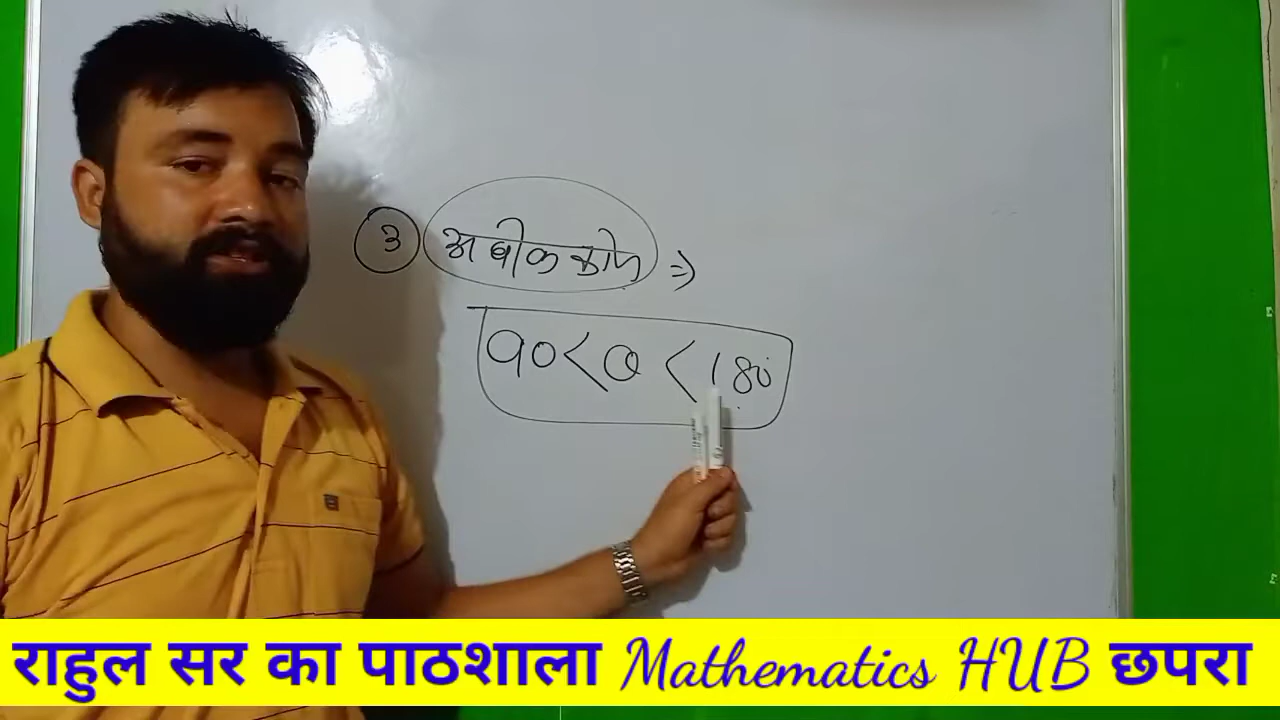 ③ अधीक कोण ⇒
90 < θ < 180°
राहुल सर का पाठशाला Mathematics HUB छपरा